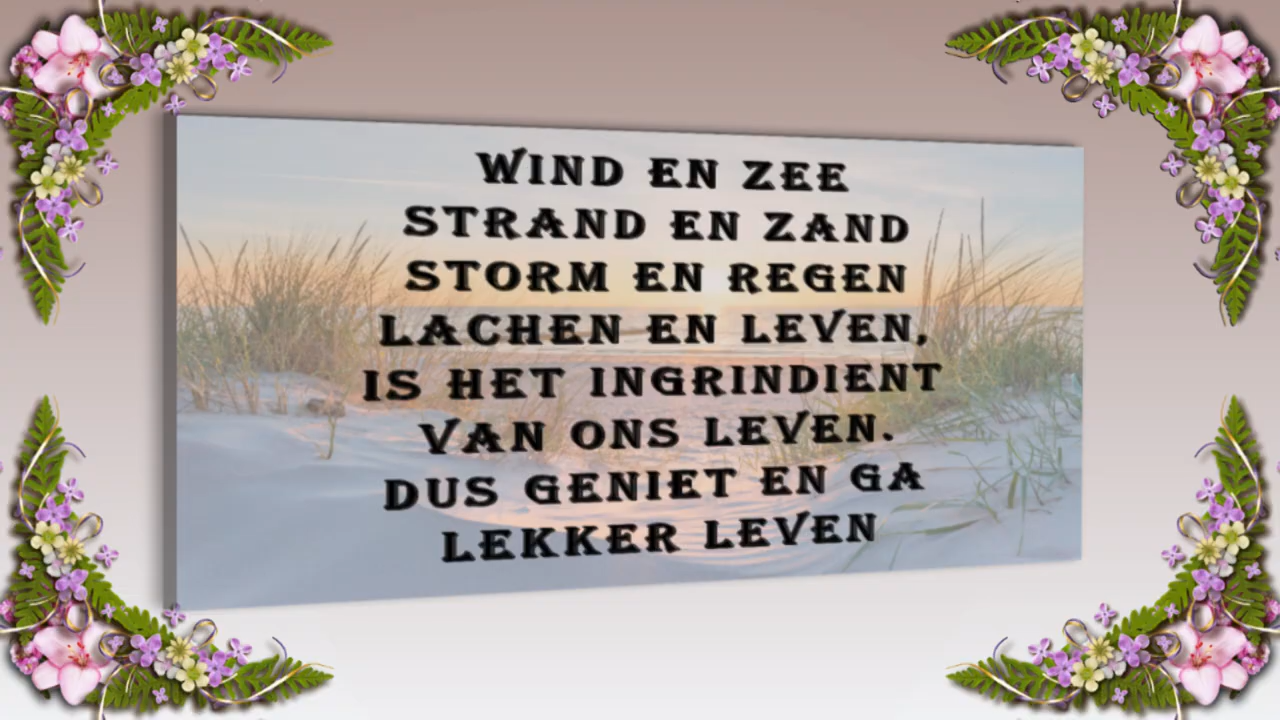 WIND EN ZEE
STRAND EN ZAND
STORM EN REGEN
LACHEN EN LEVEN,
IS HET INGRINDIENT
VAN ONS LEVEN.
DUS GENIET EN GA
LEKKER LEVEN